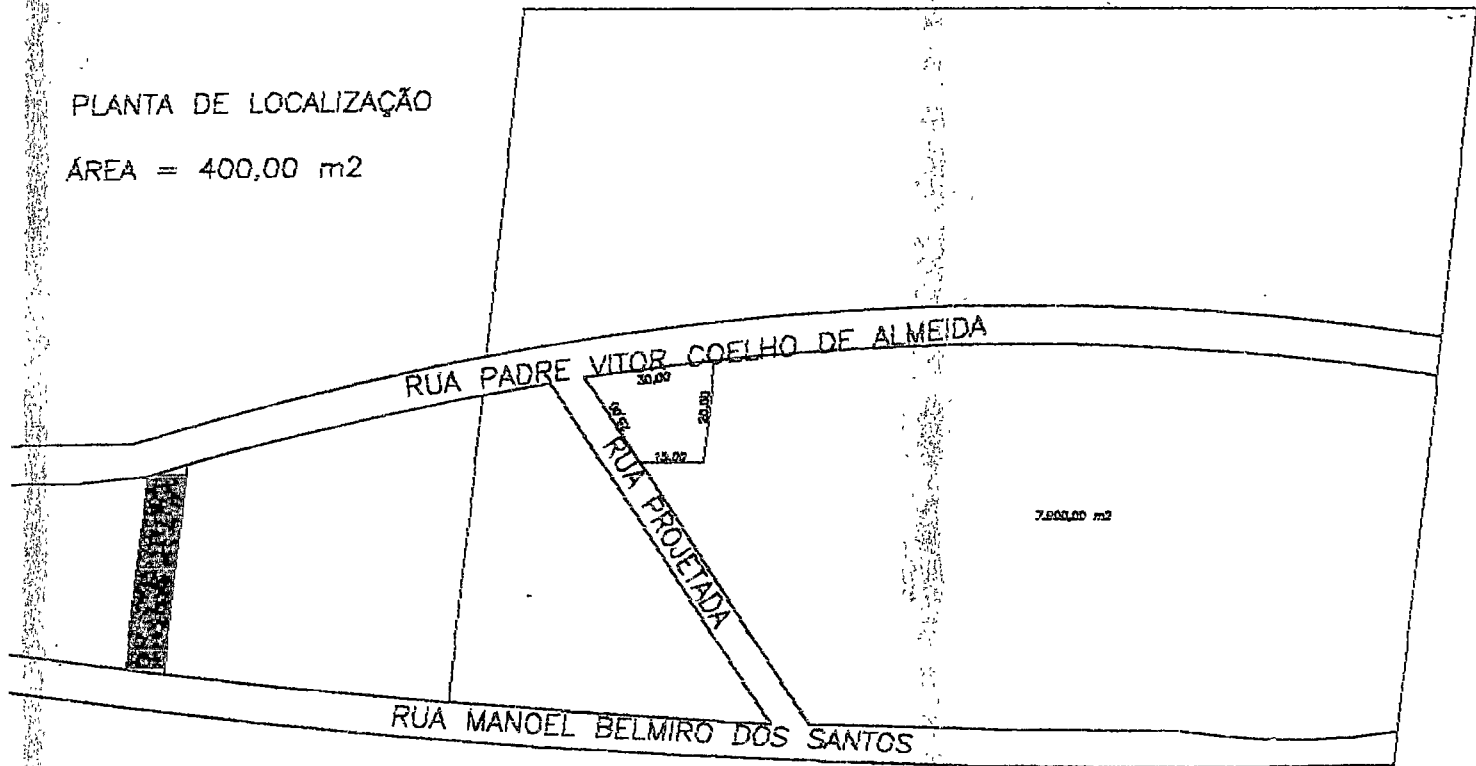 PLANTA DE LOCALIZAÇÃO
ÁREA = 400,00 m2
RUA PADRE VITOR COELHO DE ALMEIDA
30,00
20,00
15,00
RUA PROJETADA
RUA MANOEL BELMIRO DOS SANTOS